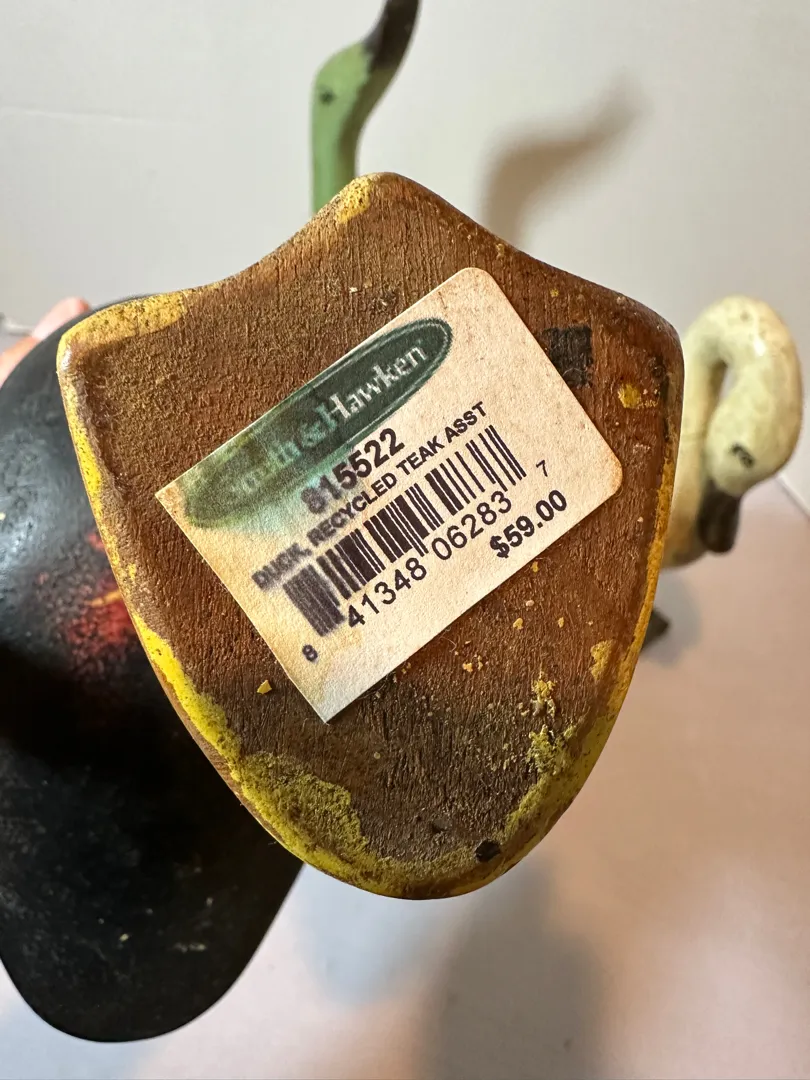 Smith & Hawken
815522
DUCK, RECYCLED TEAK ASST
8 41348 06283 7
$59.00